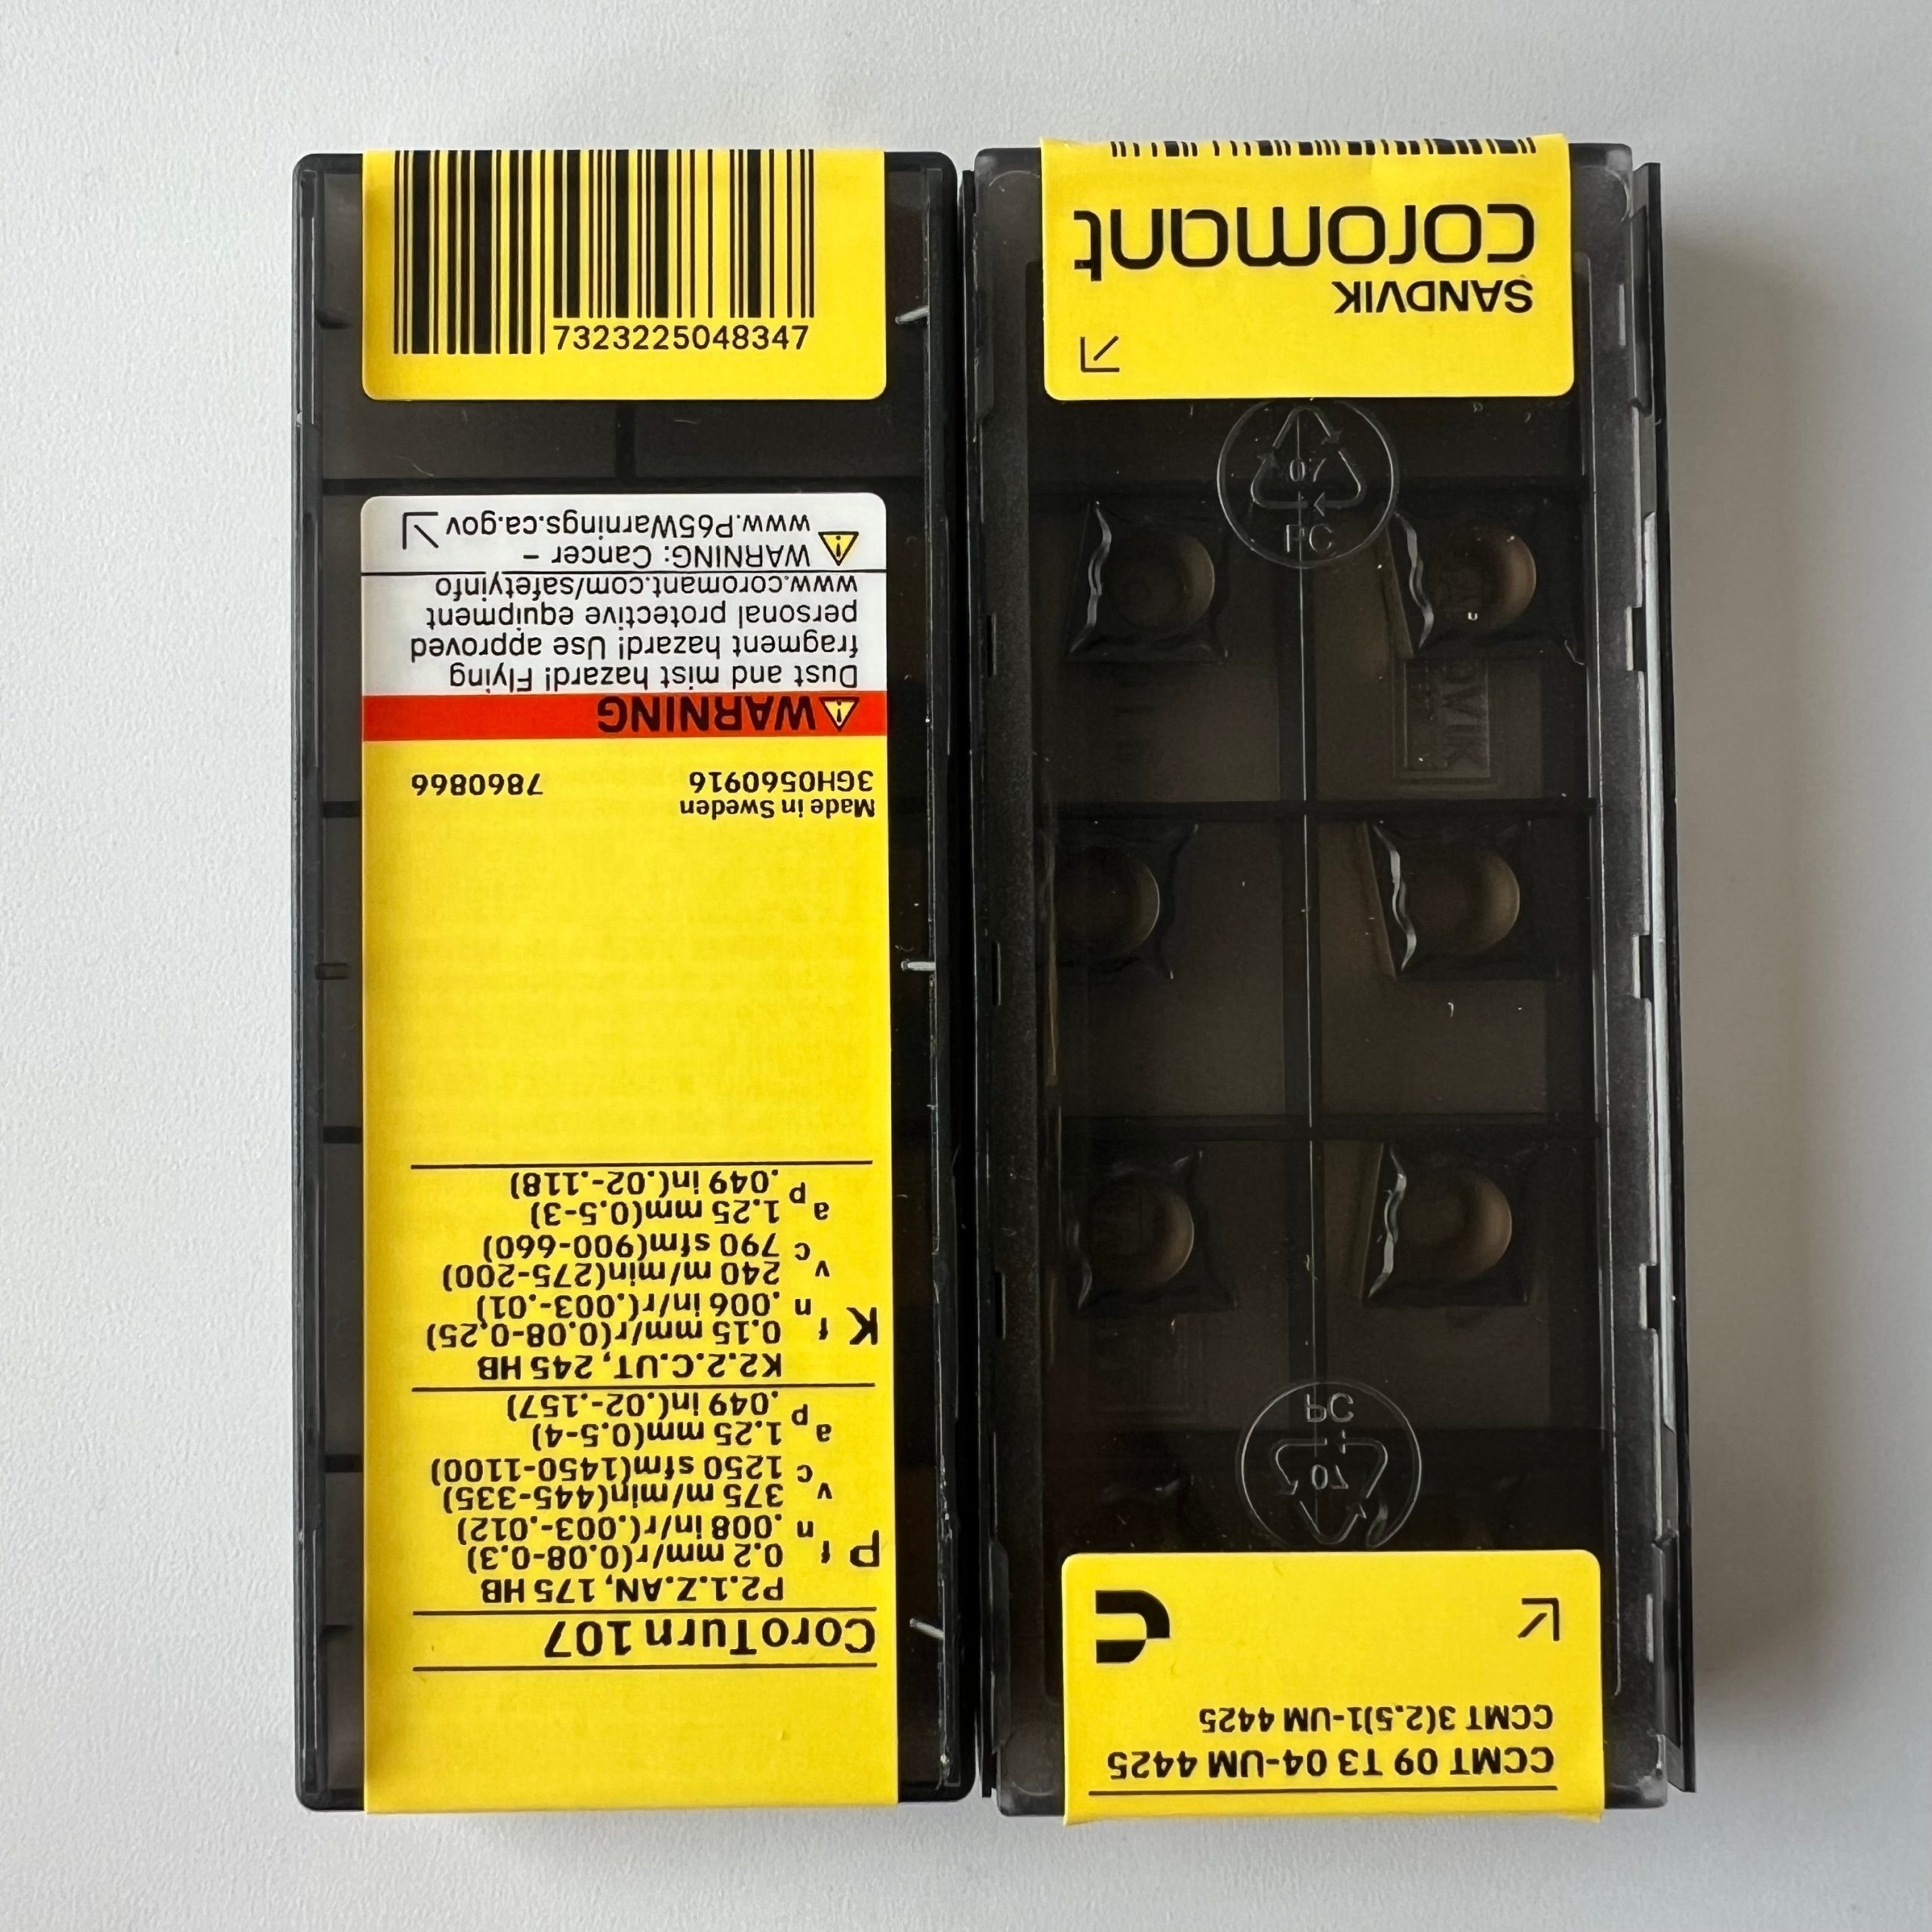 CoroTurn 107
P2.1.Z.AN, 175 HB
P fn 0.2 mm/r(0.08-0.3)
.008 in/r(.003-.012)
vc 375 m/min(445-335)
1250 sfm(1450-1100)
ap 1.25 mm(0.5-4)
.049 in(.02-.157)
K2.2.C.UT, 245 HB
K fn 0.15 mm/r(0.08-0.25)
.006 in/r(.003-.01)
vc 240 m/min(275-200)
790 sfm(900-660)
ap 1.25 mm(0.5-3)
.049 in(.02-.118)
Made in Sweden
3GH0560916 7860866
WARNING
Dust and mist hazard! Flying
fragment hazard! Use approved
personal protective equipment
www.coromant.com/safetyinfo
WARNING: Cancer –
www.P65Warnings.ca.gov
7323225048347
CCMT 09 T3 04-UM 4425
CCMT 3(2.5)1-UM 4425
07
PC
07
PC
SANDVIK
coromant